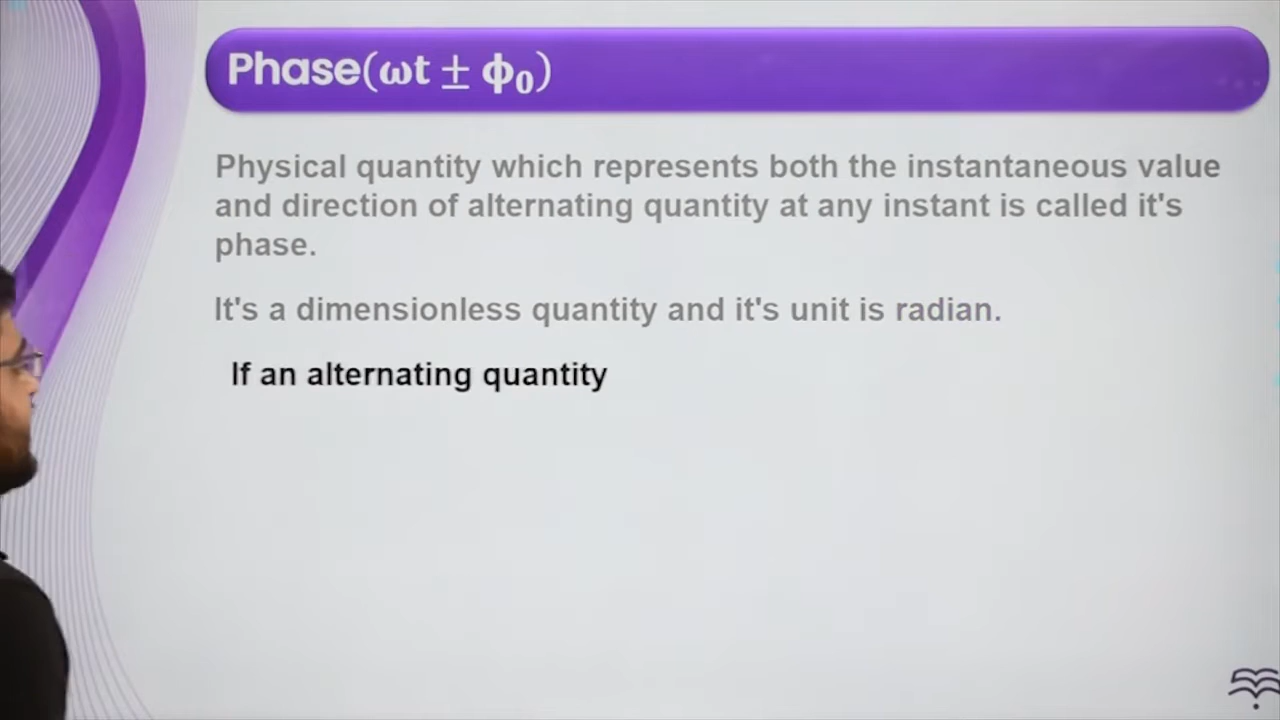 Phase(ωt ± ϕ₀)
Physical quantity which represents both the instantaneous value
and direction of alternating quantity at any instant is called it's
phase.
It's a dimensionless quantity and it's unit is radian.
If an alternating quantity